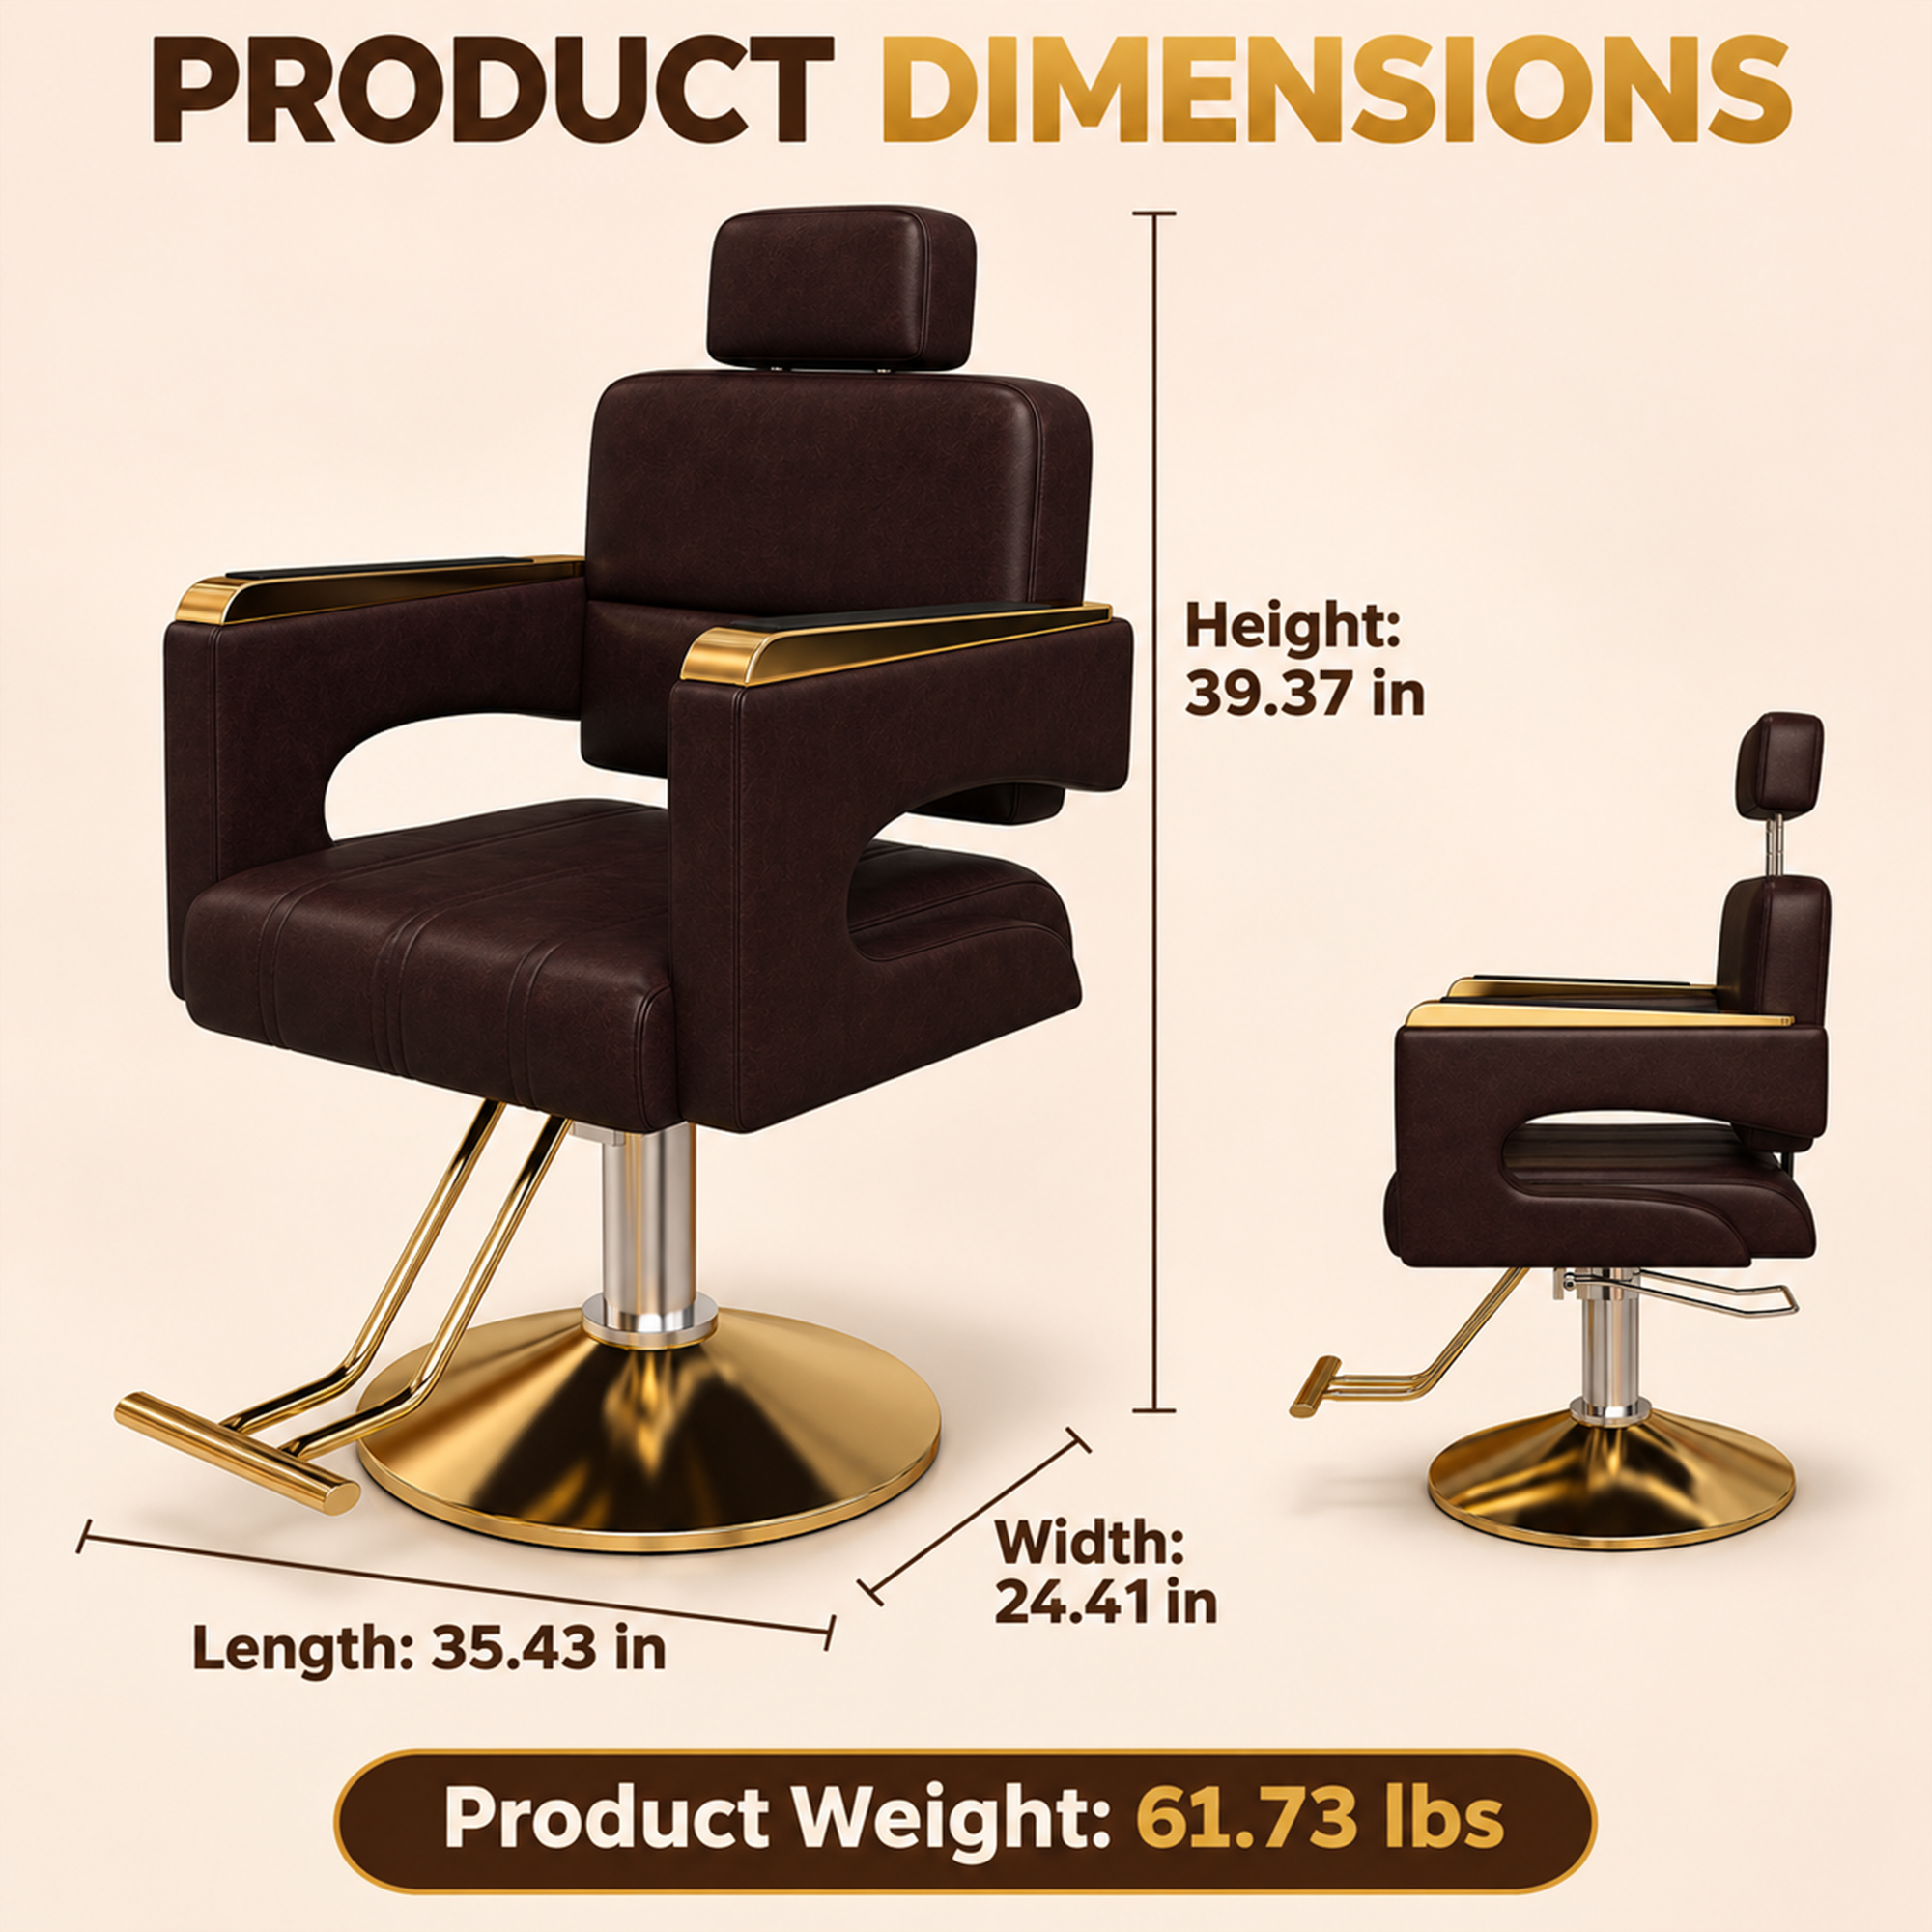 PRODUCT DIMENSIONS
Height:
39.37 in
Width:
24.41 in
Length: 35.43 in
Product Weight: 61.73 lbs